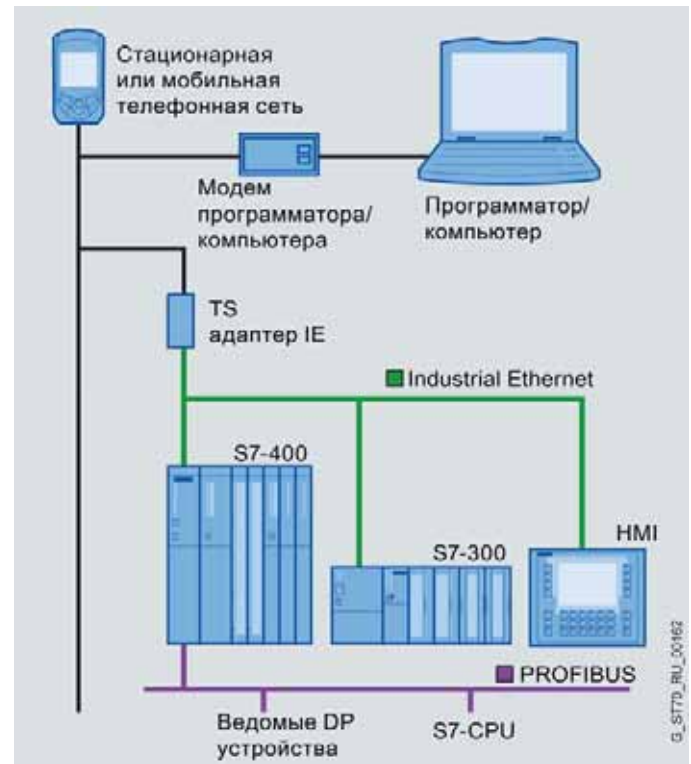 Стационарная
или мобильная
телефонная сеть
Модем
программатора/
компьютера
Программатор/
компьютер
TS
адаптер IE
Industrial Ethernet
S7-400
S7-300
HMI
PROFIBUS
Ведомые DP
устройства
S7-CPU
G_ST70_RU_00162